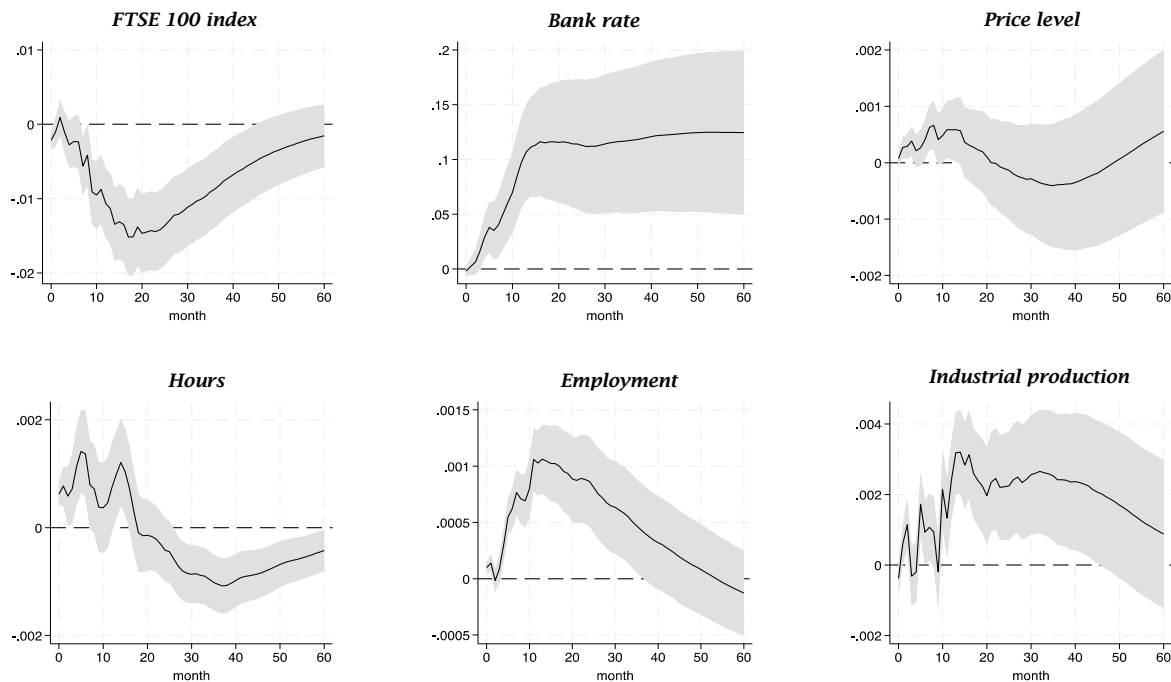 FTSE 100 index
.01
0
-.01
-.02
0 10 20 30 40 50 60
month
Bank rate
.2
.15
.1
.05
0
0 10 20 30 40 50 60
month
Price level
.002
.001
0
-.001
-.002
0 10 20 30 40 50 60
month
Hours
.002
0
-.002
0 10 20 30 40 50 60
month
Employment
.0015
.001
.0005
0
-.0005
0 10 20 30 40 50 60
month
Industrial production
.004
.002
0
-.002
0 10 20 30 40 50 60
month